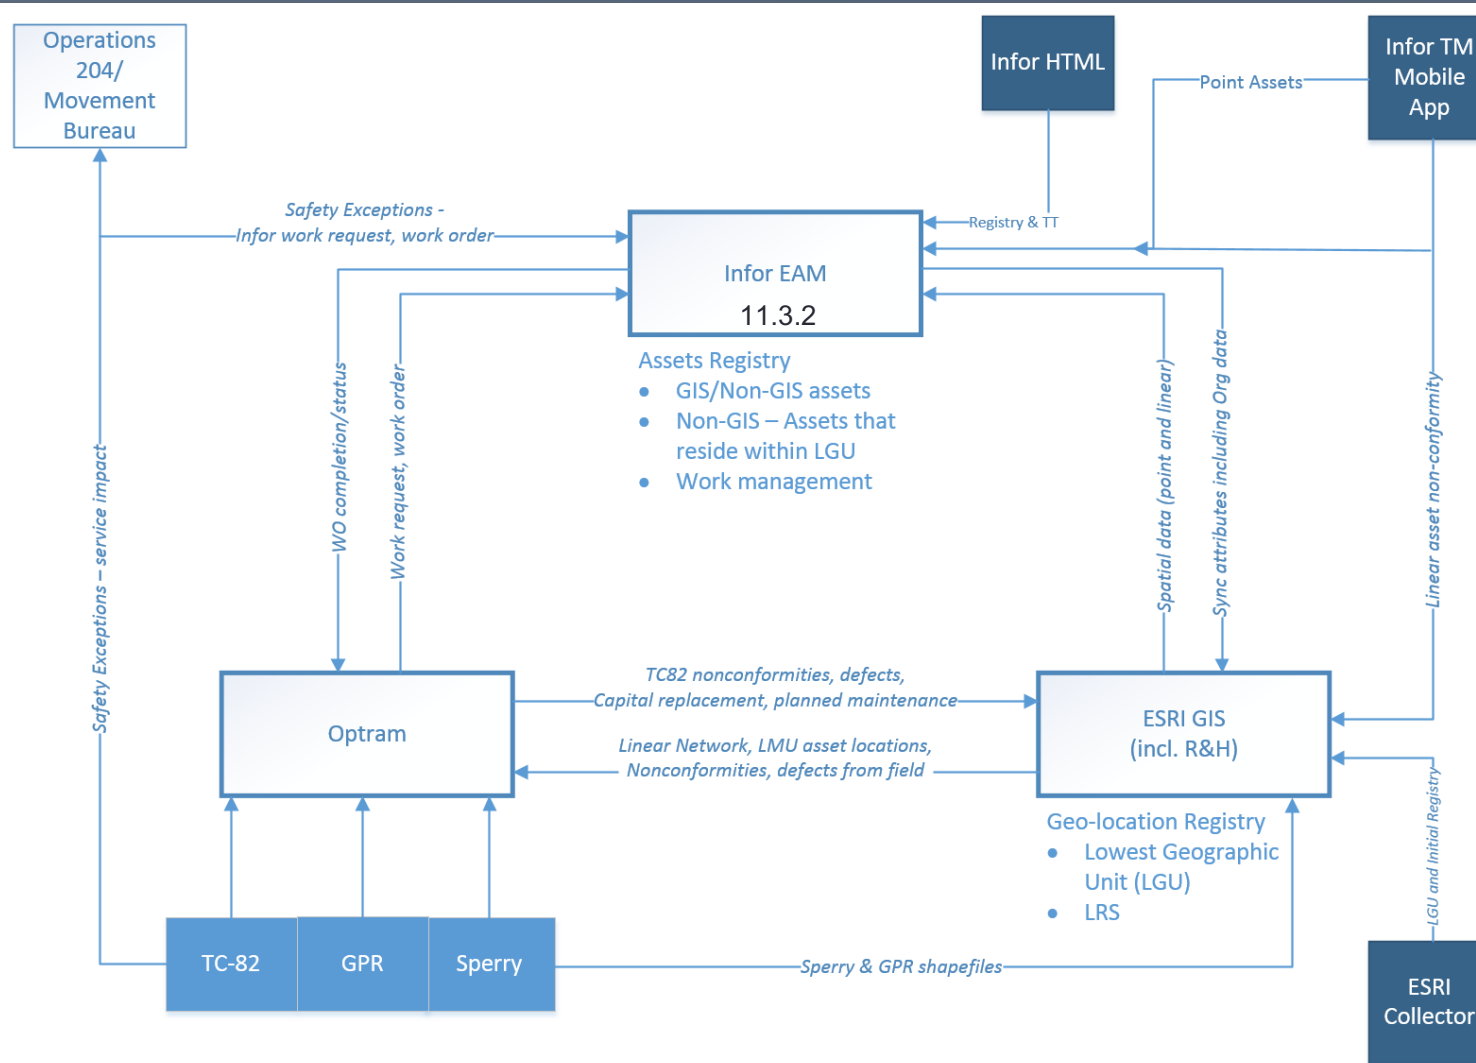 Operations
204/
Movement
Bureau
Infor HTML
Infor TM
Mobile
App
Point Assets
Safety Exceptions -
Infor work request, work order
Registry & TT
Infor EAM
11.3.2
Assets Registry
● GIS/Non-GIS assets
● Non-GIS – Assets that
reside within LGU
● Work management
WO completion/status
Work request, work order
Spatial data (point and linear)
Sync attributes including Org data
Linear asset non-conformity
Safety Exceptions – service impact
TC82 nonconformities, defects,
Capital replacement, planned maintenance
Optram
ESRI GIS
(incl. R&H)
Linear Network, LMU asset locations,
Nonconformities, defects from field
Geo-location Registry
● Lowest Geographic
Unit (LGU)
● LRS
LGU and Initial Registry
TC-82
GPR
Sperry
Sperry & GPR shapefiles
ESRI
Collector